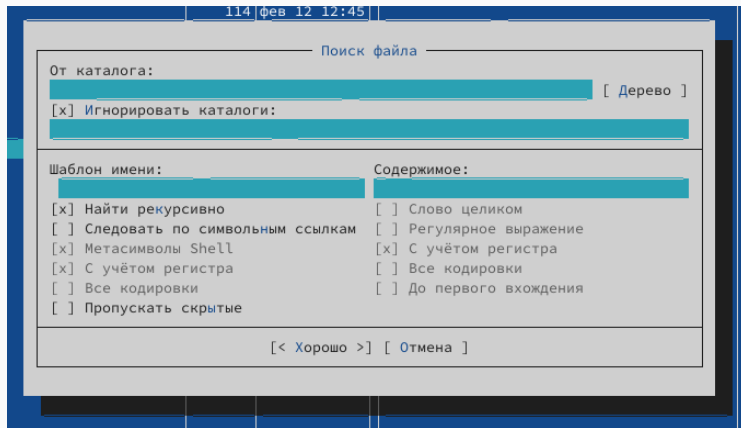 114 фев 12 12:45
Поиск файла
От каталога:
[ Дерево ]
[x] Игнорировать каталоги:
Шаблон имени: Содержимое:
[x] Найти рекурсивно [ ] Слово целиком
[ ] Следовать по символьным ссылкам [ ] Регулярное выражение
[x] Метасимволы Shell [x] С учётом регистра
[x] С учётом регистра [ ] Все кодировки
[ ] Все кодировки [ ] До первого вхождения
[ ] Пропускать скрытые
[< Хорошо >] [ Отмена ]